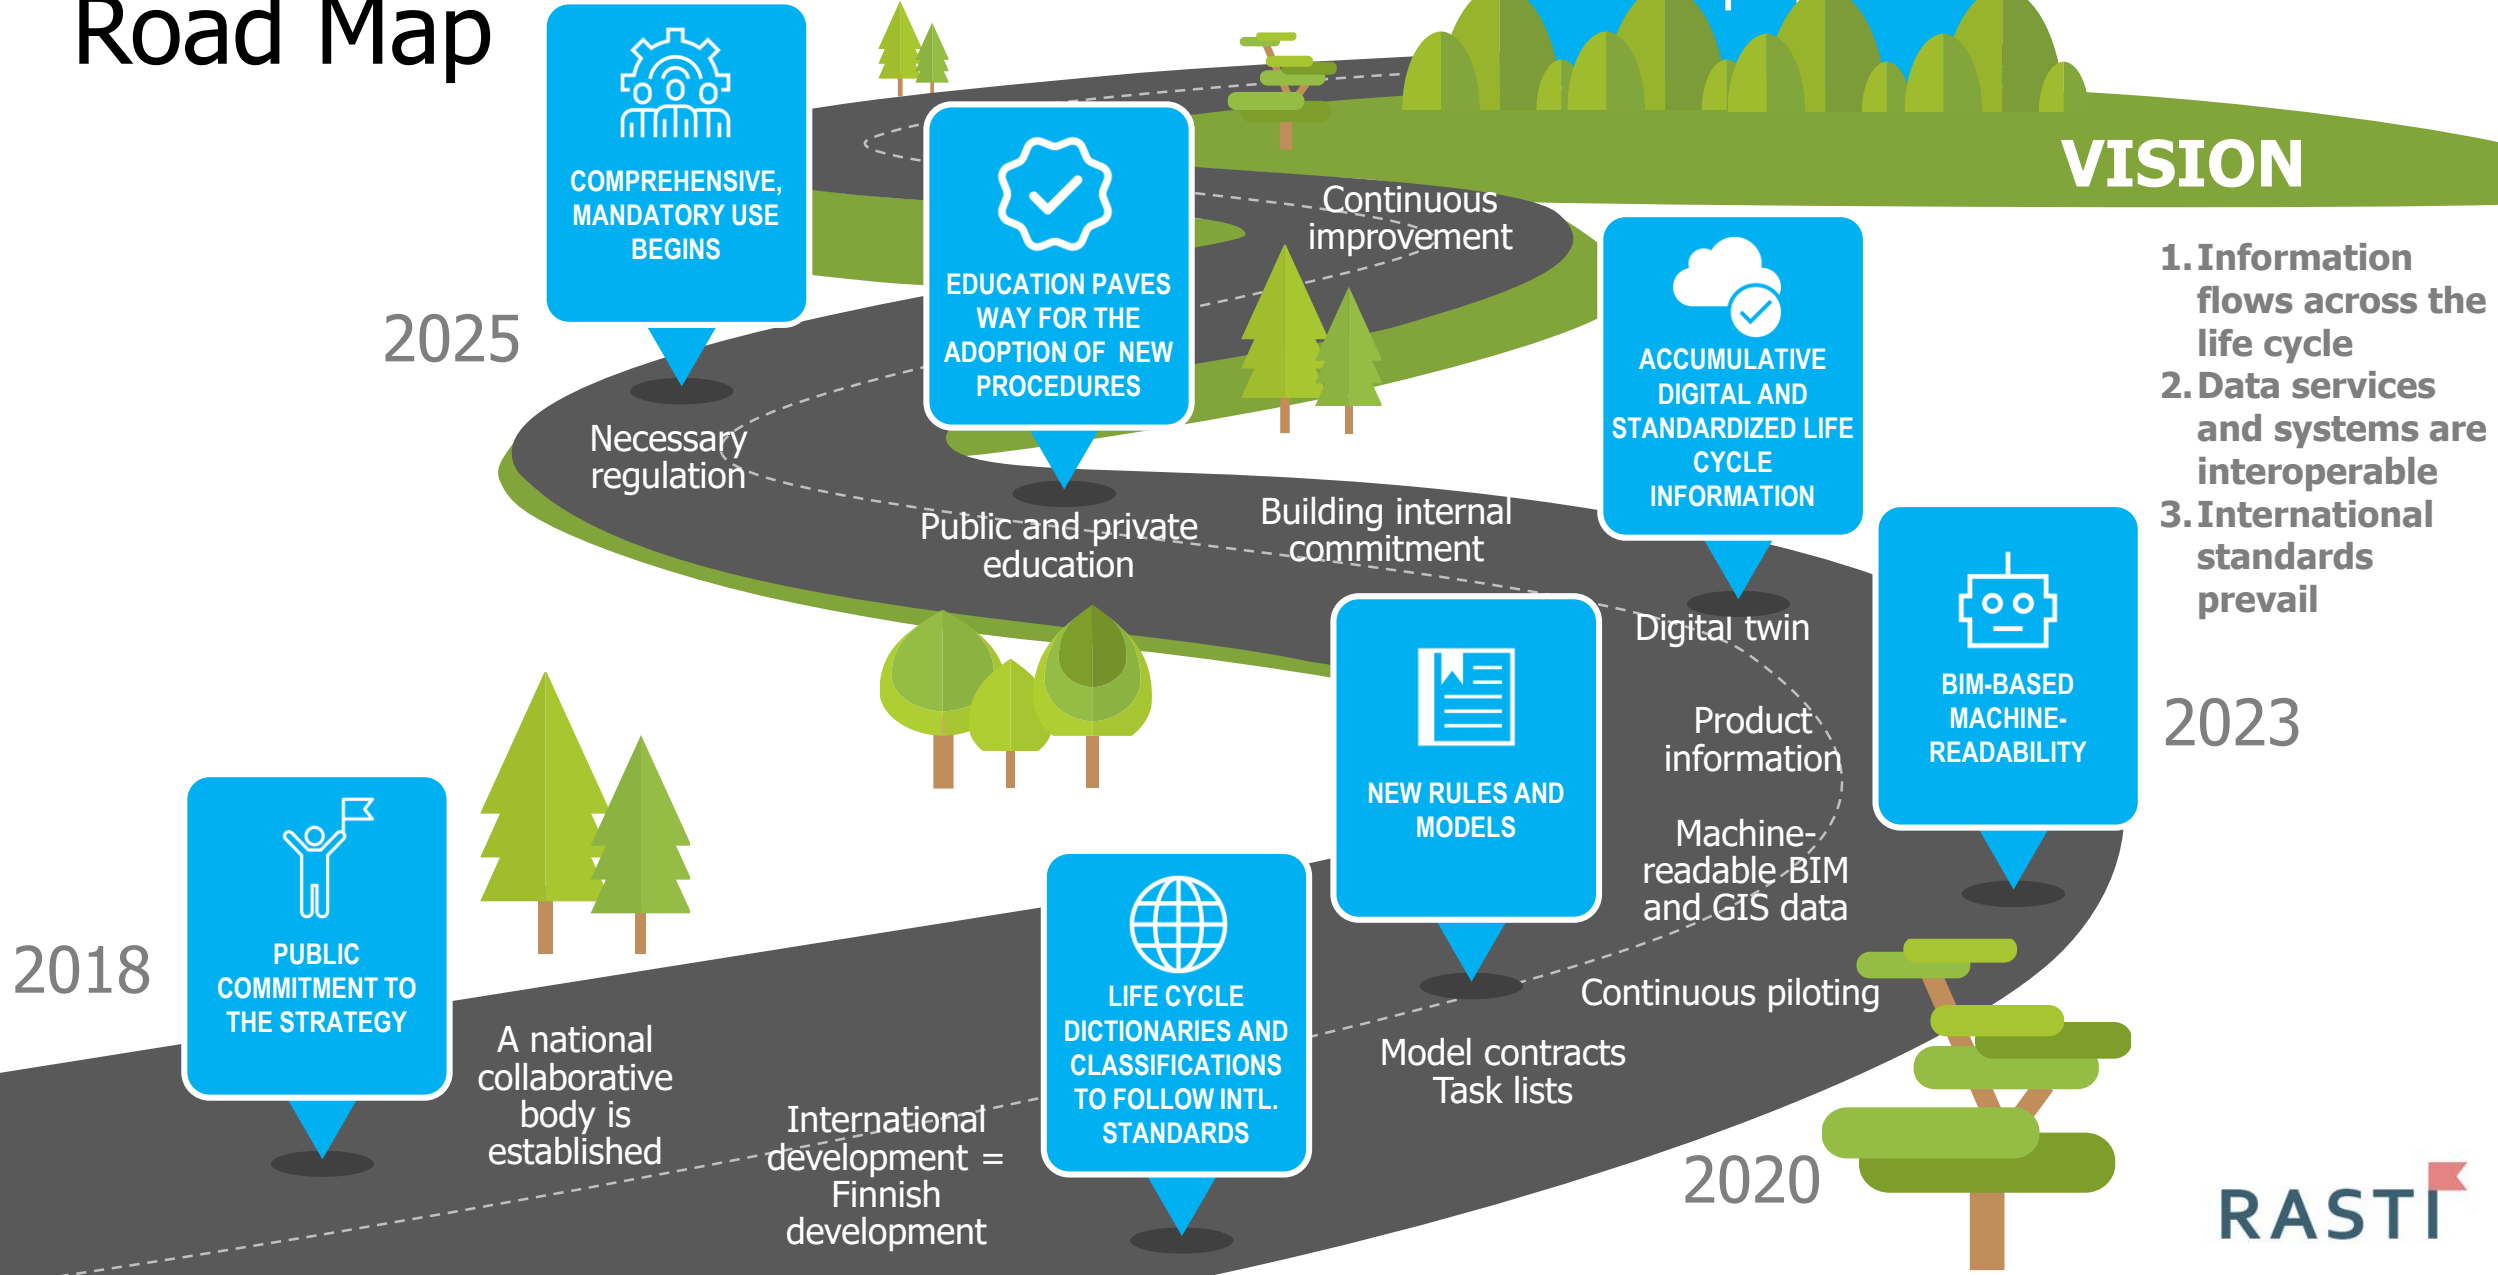 Road Map
COMPREHENSIVE,
MANDATORY USE
BEGINS
EDUCATION PAVES
WAY FOR THE
ADOPTION OF NEW
PROCEDURES
Continuous
improvement
VISION
ACCUMULATIVE
DIGITAL AND
STANDARDIZED LIFE
CYCLE
INFORMATION
1. Information
flows across the
life cycle
2. Data services
and systems are
interoperable
3. International
standards
prevail
2025
Necessary
regulation
Public and private
education
Building internal
commitment
Digital twin
BIM-BASED
MACHINE-
READABILITY
2023
NEW RULES AND
MODELS
Product
information
Machine-
readable BIM
and GIS data
2018
PUBLIC
COMMITMENT TO
THE STRATEGY
A national
collaborative
body is
established
International
development =
Finnish
development
LIFE CYCLE
DICTIONARIES AND
CLASSIFICATIONS
TO FOLLOW INTL.
STANDARDS
Continuous piloting
Model contracts
Task lists
2020
RASTI